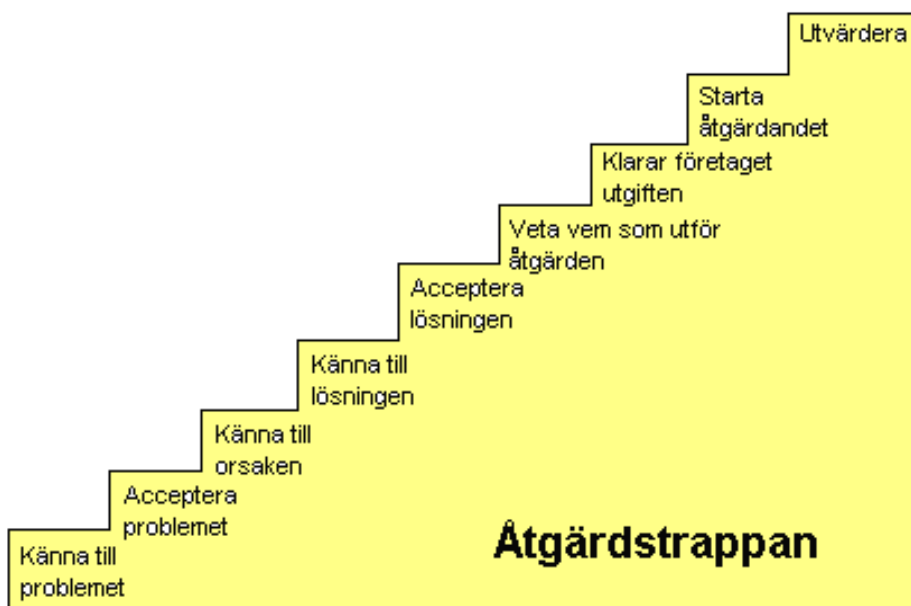 Utvärdera
Starta
åtgärdandet
Klarar företaget
utgiften
Veta vem som utför
åtgärden
Acceptera
lösningen
Känna till
lösningen
Känna till
orsaken
Acceptera
problemet
Känna till
problemet
Åtgärdstrappan